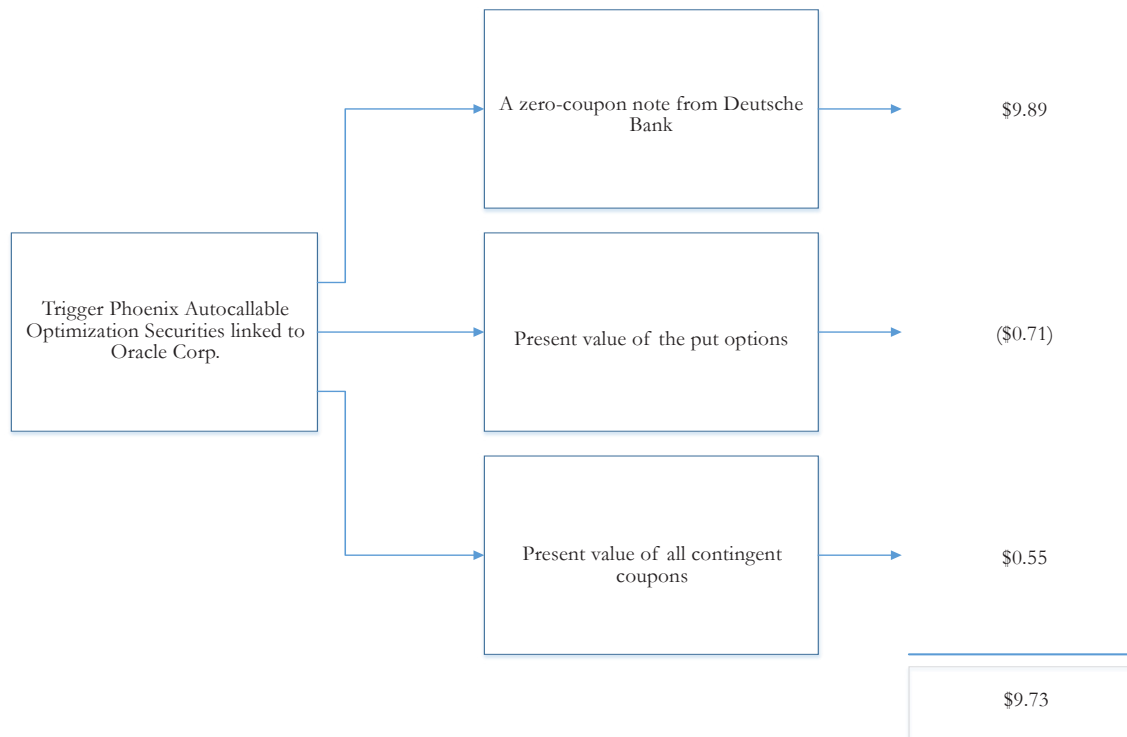 A zero-coupon note from Deutsche
Bank
$9.89
Trigger Phoenix Autocallable
Optimization Securities linked to
Oracle Corp.
Present value of the put options
($0.71)
Present value of all contingent
coupons
$0.55
$9.73